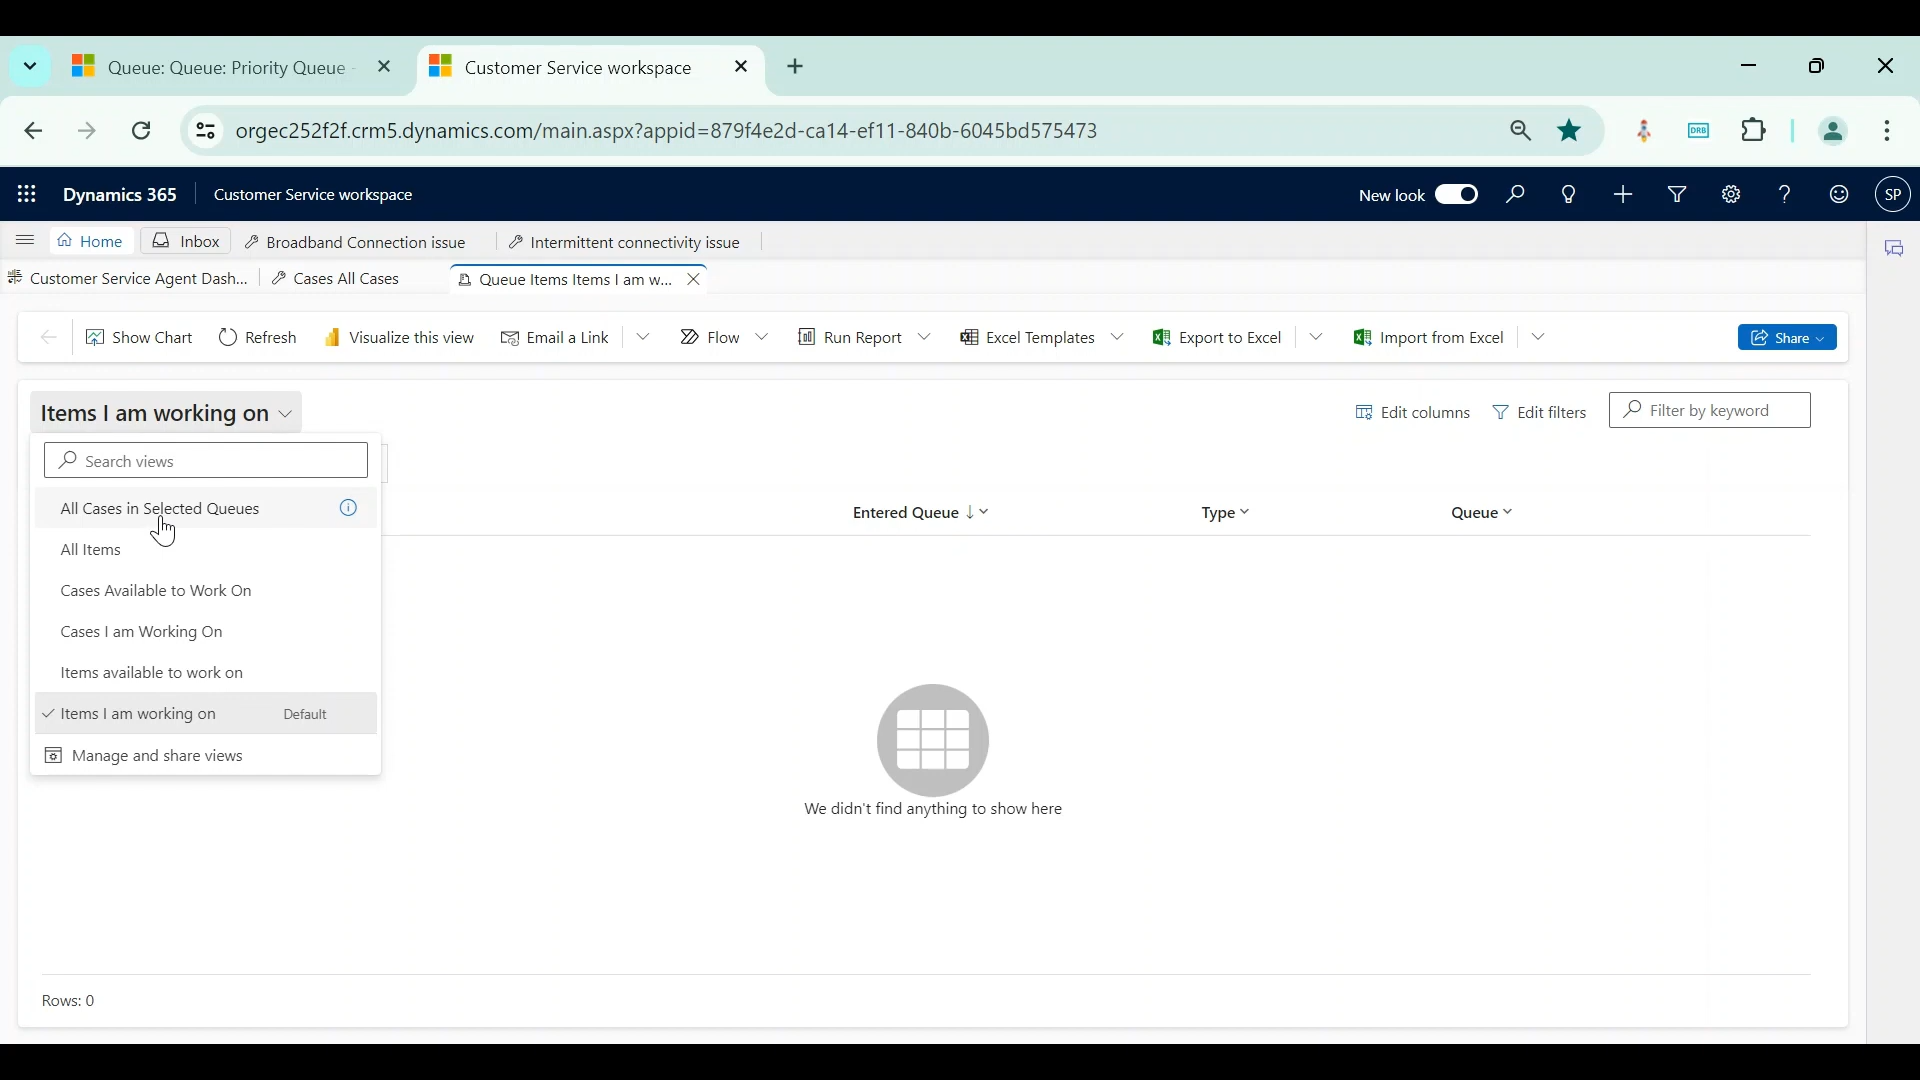 Queue: Queue: Priority Queue -
Customer Service workspace
orgec252f2f.crm5.dynamics.com/main.aspx?appid=879f4e2d-ca14-ef11-840b-6045bd575473
DRB
Dynamics 365
Customer Service workspace
New look
SP
Home
Inbox
Broadband Connection issue
Intermittent connectivity issue
Customer Service Agent Dash...
Cases All Cases
Queue Items Items I am w...
Show Chart
Refresh
Visualize this view
Email a Link
Flow
Run Report
Excel Templates
Export to Excel
Import from Excel
Share
Items I am working on
Edit columns
Edit filters
Filter by keyword
Search views
All Cases in Selected Queues
All Items
Cases Available to Work On
Cases I am Working On
Items available to work on
Items I am working on Default
Manage and share views
Entered Queue
Type
Queue
We didn't find anything to show here
Rows: 0